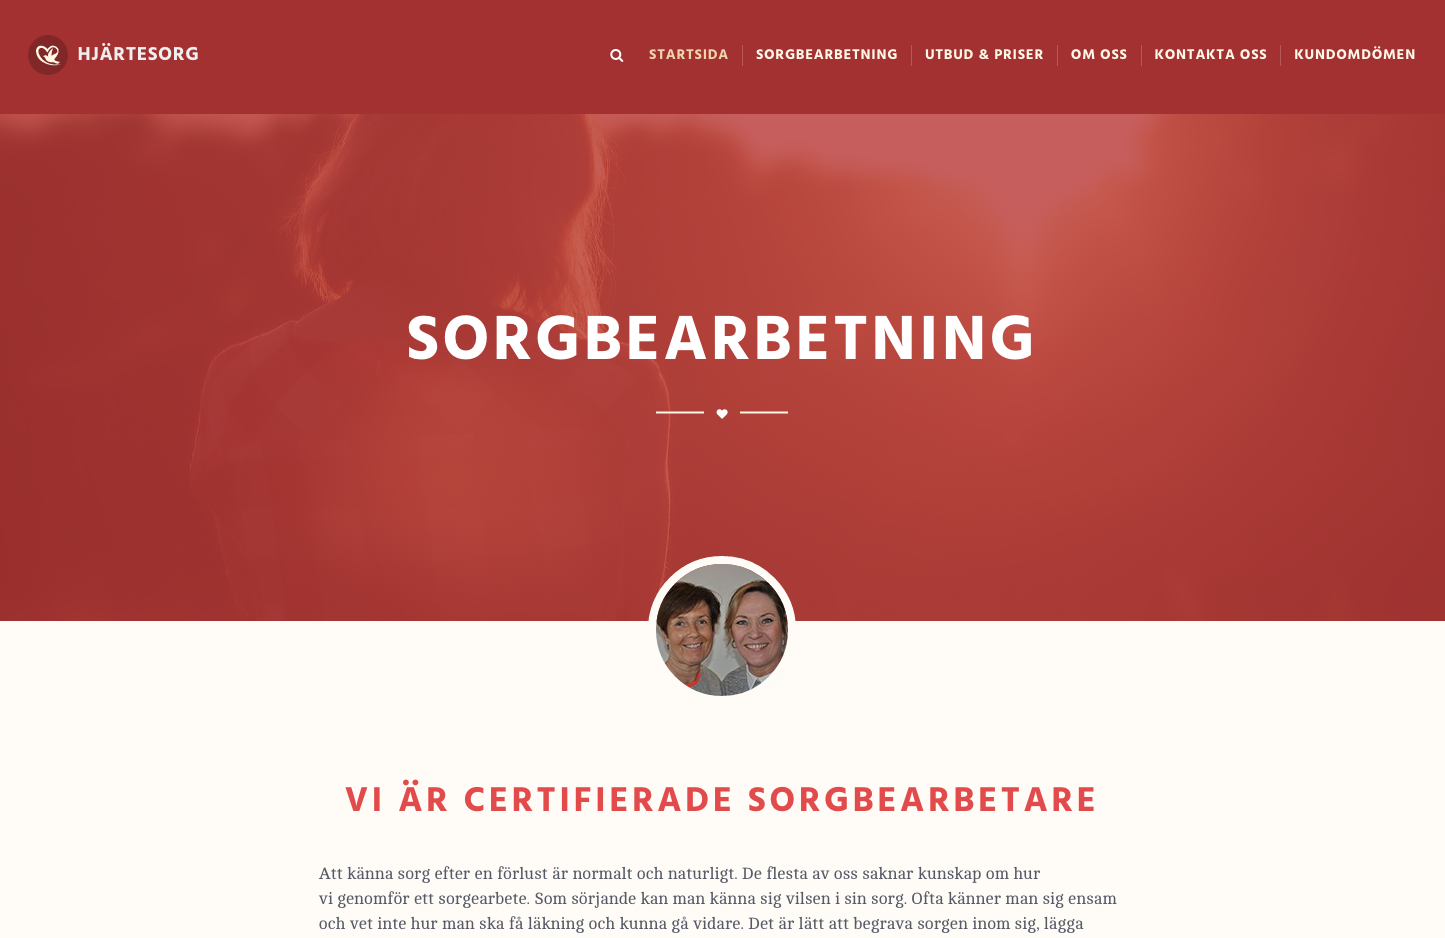 HJÄRTESORG
STARTSIDA
SORGBEARBETNING
UTBUD & PRISER
OM OSS
KONTAKTA OSS
KUNDOMDÖMEN
SORGBEARBETNING
VI ÄR CERTIFIERADE SORGBEARBETARE
Att känna sorg efter en förlust är normalt och naturligt. De flesta av oss saknar kunskap om hur
vi genomför ett sorgearbete. Som sörjande kan man känna sig vilsen i sin sorg. Ofta känner man sig ensam
och vet inte hur man ska få läkning och kunna gå vidare. Det är lätt att begrava sorgen inom sig, lägga